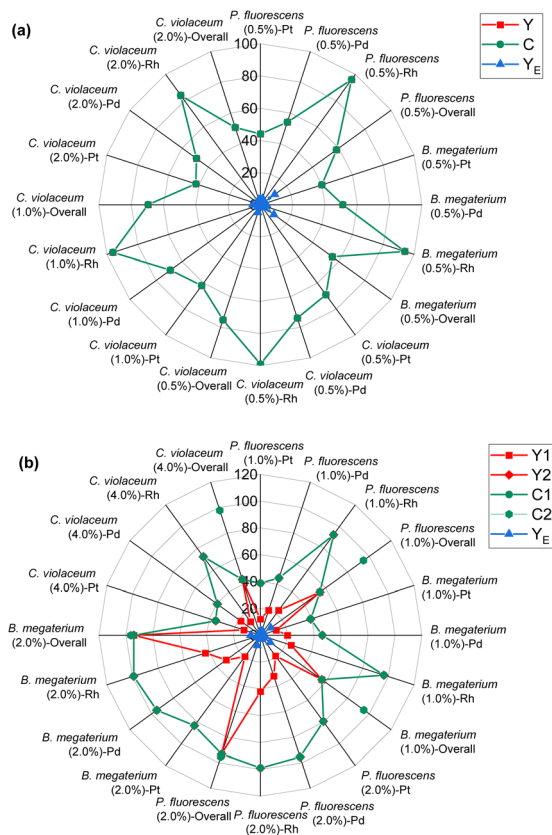 (a)
Y
C
Y_E
P. fluorescens
(0.5%)-Pt
P. fluorescens
(0.5%)-Pd
P. fluorescens
(0.5%)-Rh
P. fluorescens
(0.5%)-Overall
B. megaterium
(0.5%)-Pt
B. megaterium
(0.5%)-Pd
B. megaterium
(0.5%)-Rh
B. megaterium
(0.5%)-Overall
C. violaceum
(0.5%)-Pt
C. violaceum
(0.5%)-Pd
C. violaceum
(0.5%)-Rh
C. violaceum
(0.5%)-Overall
C. violaceum
(1.0%)-Pt
C. violaceum
(1.0%)-Pd
C. violaceum
(1.0%)-Rh
C. violaceum
(1.0%)-Overall
C. violaceum
(2.0%)-Pt
C. violaceum
(2.0%)-Pd
C. violaceum
(2.0%)-Rh
C. violaceum
(2.0%)-Overall
100
80
60
40
20
(b)
Y1
Y2
C1
C2
Y_E
P. fluorescens
(1.0%)-Pt
P. fluorescens
(1.0%)-Pd
P. fluorescens
(1.0%)-Rh
P. fluorescens
(1.0%)-Overall
B. megaterium
(1.0%)-Pt
B. megaterium
(1.0%)-Pd
B. megaterium
(1.0%)-Rh
B. megaterium
(1.0%)-Overall
P. fluorescens
(2.0%)-Pt
P. fluorescens
(2.0%)-Pd
P. fluorescens
(2.0%)-Rh
P. fluorescens
(2.0%)-Overall
B. megaterium
(2.0%)-Pt
B. megaterium
(2.0%)-Pd
B. megaterium
(2.0%)-Rh
B. megaterium
(2.0%)-Overall
C. violaceum
(4.0%)-Pt
C. violaceum
(4.0%)-Pd
C. violaceum
(4.0%)-Rh
C. violaceum
(4.0%)-Overall
120
100
80
60
40
20
0